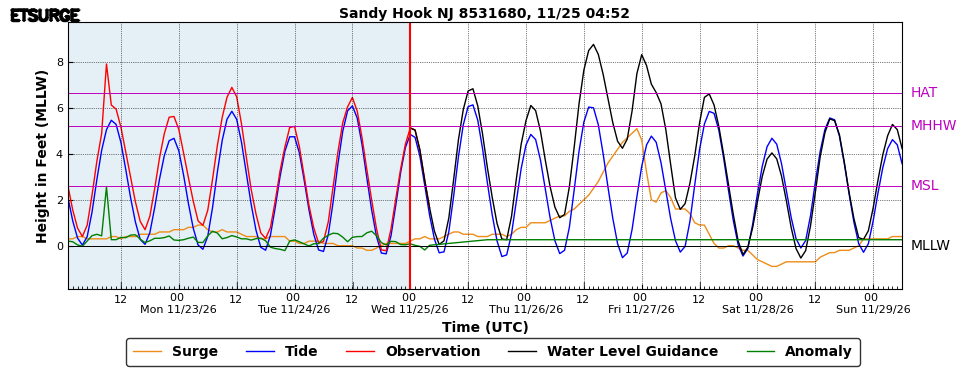 ETSURGE
Sandy Hook NJ 8531680, 11/25 04:52
Height in Feet (MLLW)
8
6
4
2
0
HAT
MHHW
MSL
MLLW
12 00 12 00 12 00 12 00 12 00 12 00 12 00
Mon 11/23/26 Tue 11/24/26 Wed 11/25/26 Thu 11/26/26 Fri 11/27/26 Sat 11/28/26 Sun 11/29/26
Time (UTC)
Surge Tide Observation Water Level Guidance Anomaly